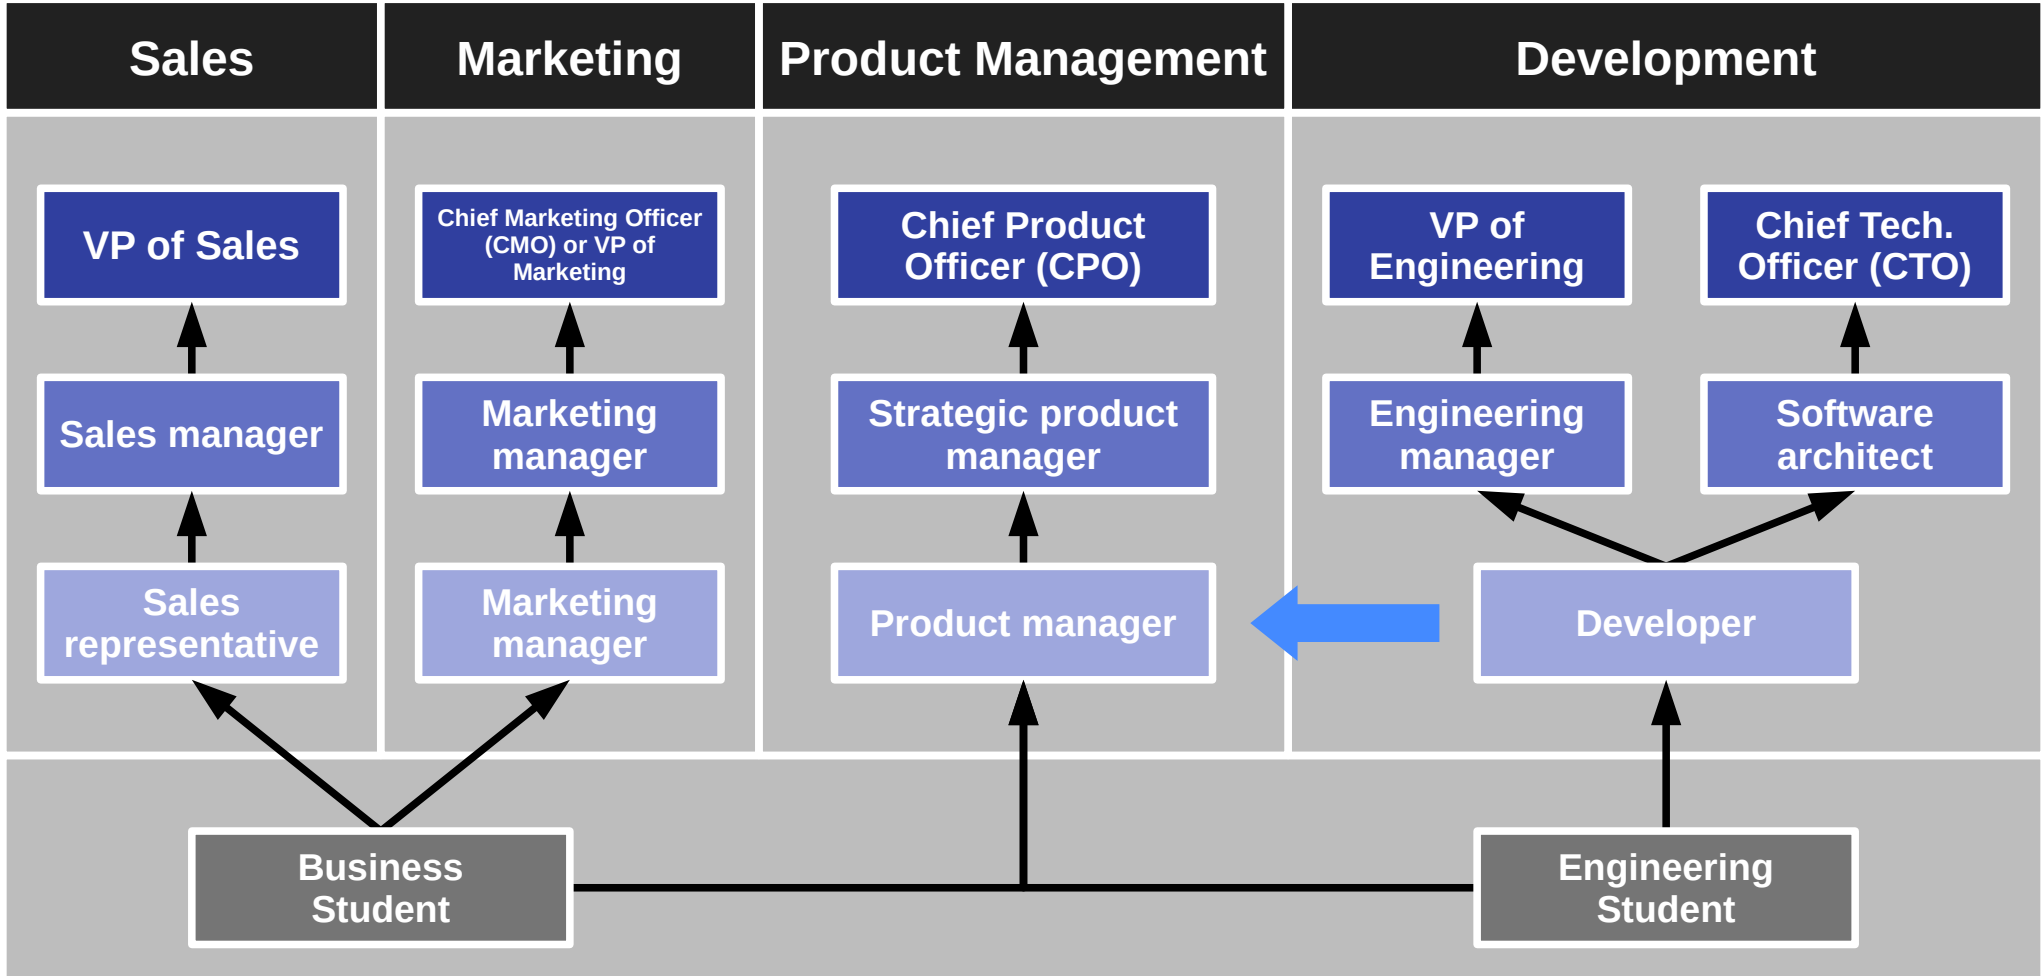 Sales
Marketing
Product Management
Development
VP of Sales
Chief Marketing Officer
(CMO) or VP of
Marketing
Chief Product
Officer (CPO)
VP of
Engineering
Chief Tech.
Officer (CTO)
Sales manager
Marketing
manager
Strategic product
manager
Engineering
manager
Software
architect
Sales
representative
Marketing
manager
Product manager
Developer
Business
Student
Engineering
Student